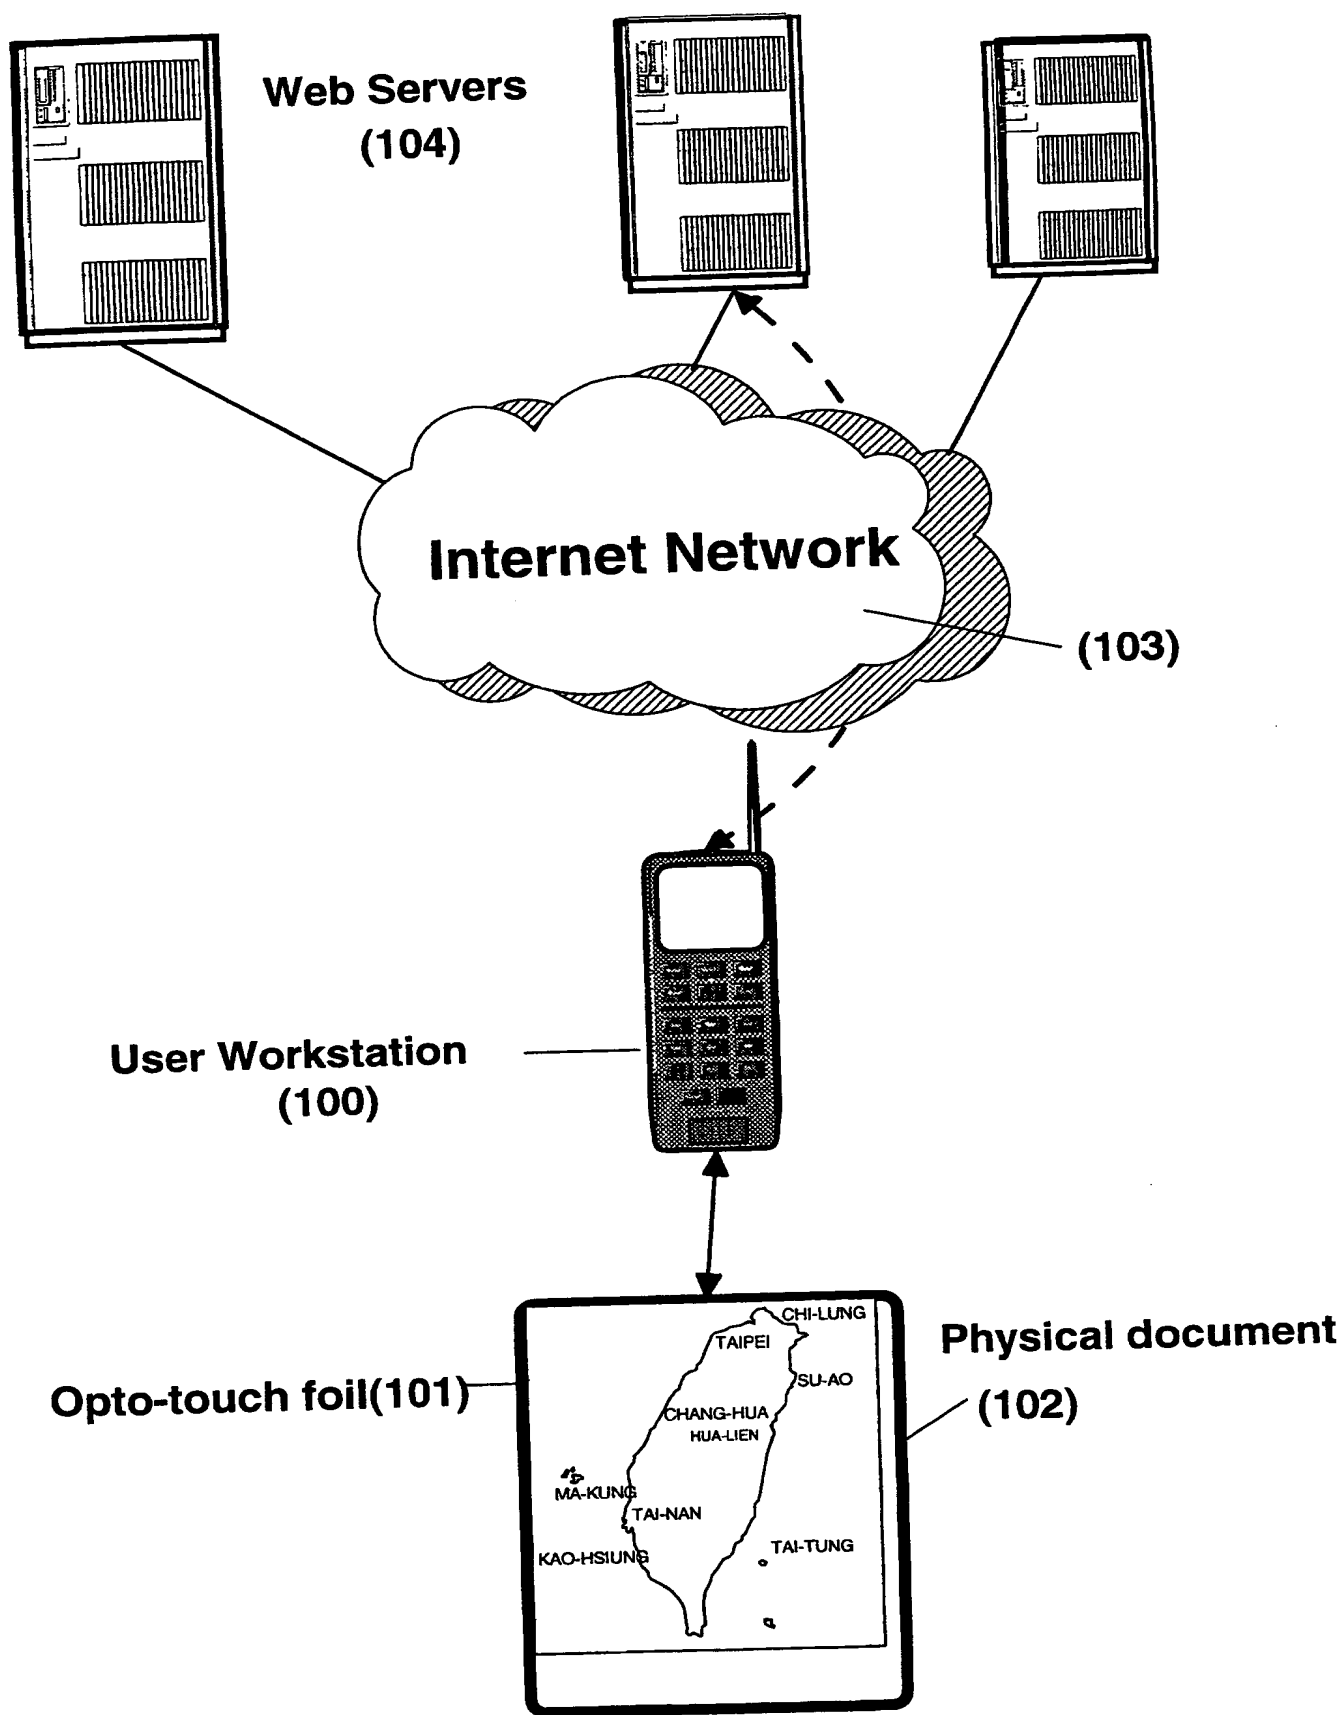 Web Servers
(104)
Internet Network
(103)
User Workstation
(100)
Opto-touch foil(101)
Physical document
(102)
CHI-LUNG
TAIPEI
SU-AO
CHANG-HUA
HUA-LIEN
MA-KUNG
TAI-NAN
KAO-HSIUNG
TAI-TUNG